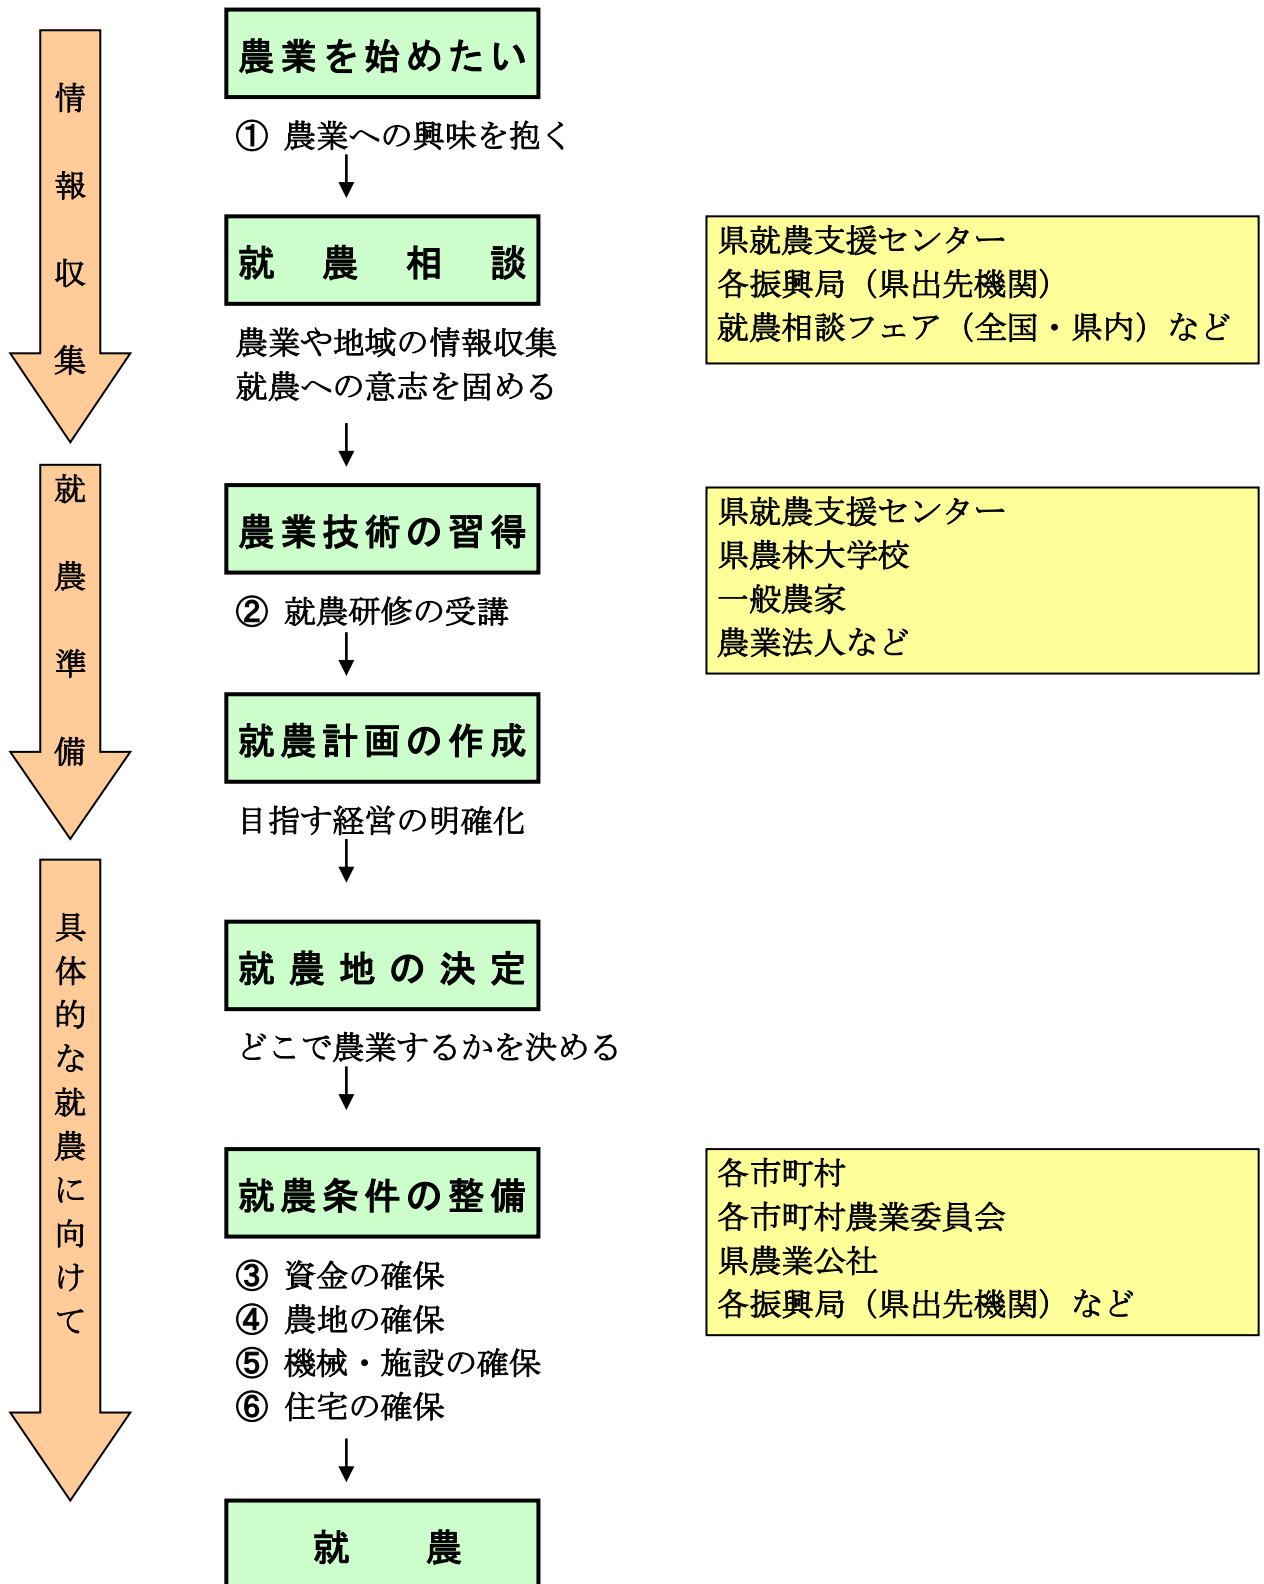 情報収集
農業を始めたい
① 農業への興味を抱く
就農相談
県就農支援センター
各振興局（県出先機関）
就農相談フェア（全国・県内）など
農業や地域の情報収集
就農への意志を固める
就農準備
農業技術の習得
県就農支援センター
県農林大学校
一般農家
農業法人など
② 就農研修の受講
就農計画の作成
目指す経営の明確化
具体的な就農に向けて
就農地の決定
どこで農業するかを決める
就農条件の整備
各市町村
各市町村農業委員会
県農業公社
各振興局（県出先機関）など
③ 資金の確保
④ 農地の確保
⑤ 機械・施設の確保
⑥ 住宅の確保
就農